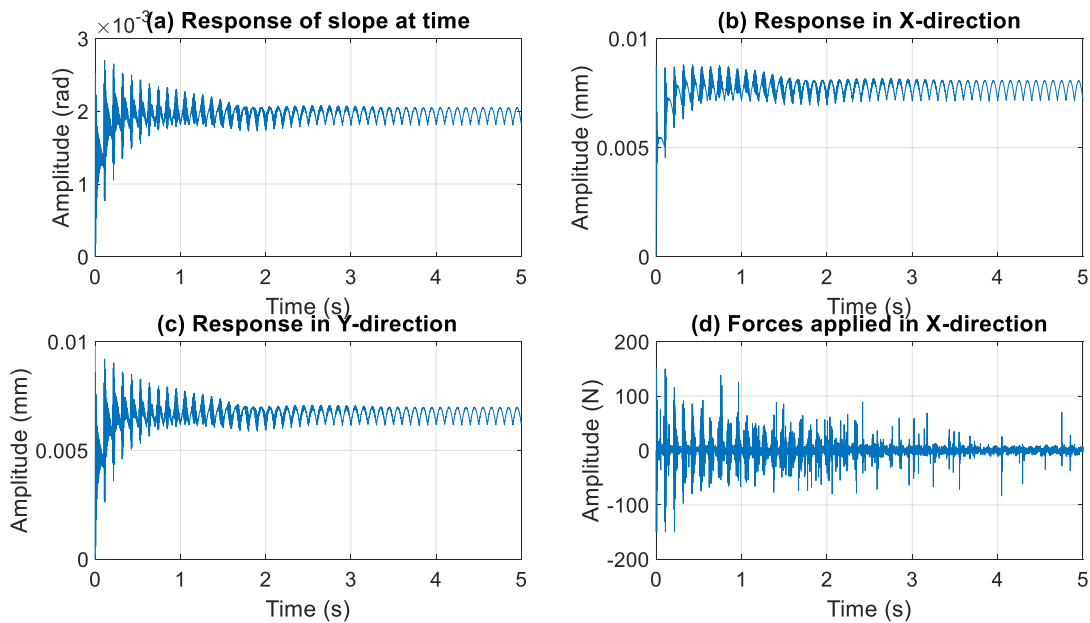 ×10⁻³
(a) Response of slope at time
3
2
1
0
Amplitude (rad)
0 1 2 3 4 5
Time (s)
(b) Response in X-direction
0.01
0.005
0
Amplitude (mm)
0 1 2 3 4 5
Time (s)
(c) Response in Y-direction
0.01
0.005
0
Amplitude (mm)
0 1 2 3 4 5
Time (s)
(d) Forces applied in X-direction
200
100
0
-100
-200
Amplitude (N)
0 1 2 3 4 5
Time (s)